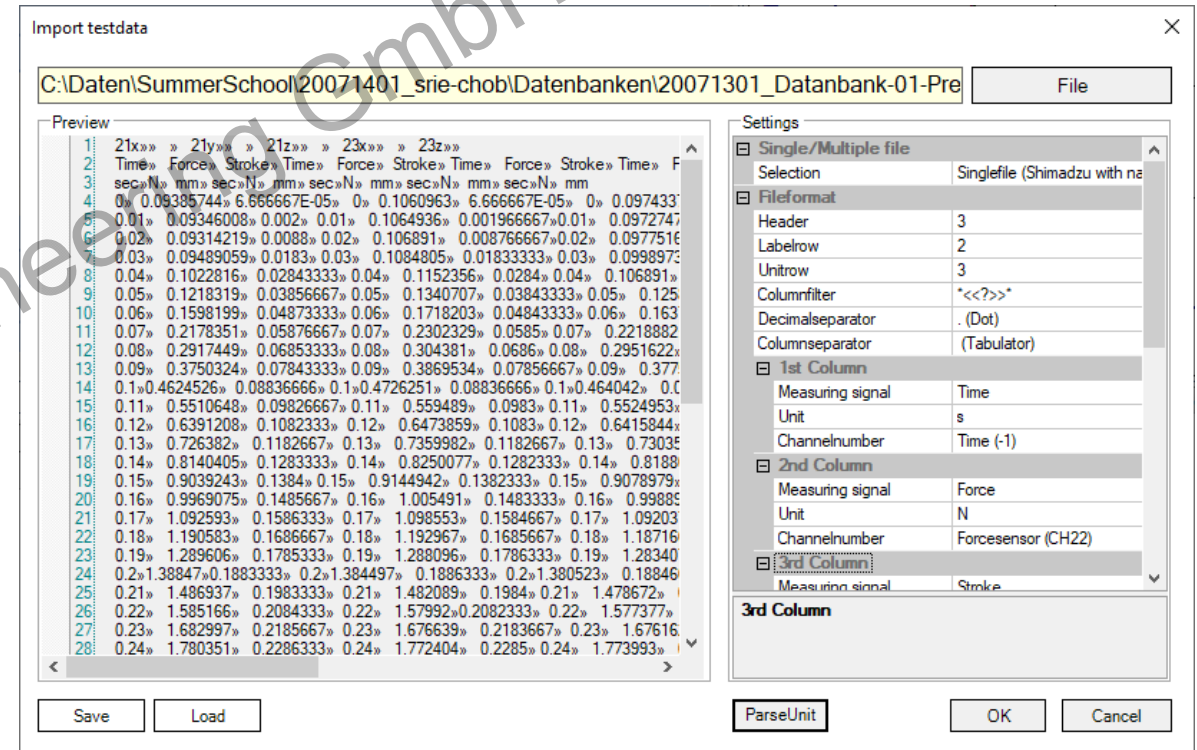 Import testdata
C:\Daten\SummerSchool\20071401_srie-chob\Datenbanken\20071301_Datanbank-01-Pre
File
Preview
1 21x»» » 21y»» » 21z»» » 23x»» » 23z»»
2 Time» Force» Stroke» Time» Force» Stroke» Time» Force» Stroke» Time» F
3 sec»N» mm» sec»N» mm» sec»N» mm» sec»N» mm» sec»N» mm
4 0» 0.09385744» 6.666667E-05» 0» 0.1060963» 6.666667E-05» 0» 0.097433
5 0.01» 0.09346008» 0.002» 0.01» 0.1064936» 0.001966667»0.01» 0.0972747
6 0.02» 0.09314219» 0.0088» 0.02» 0.106891» 0.008766667»0.02» 0.0977516
7 0.03» 0.09489059» 0.0183» 0.03» 0.1084805» 0.01833333» 0.03» 0.0998973
8 0.04» 0.1022816» 0.02843333» 0.04» 0.1152356» 0.0284» 0.04» 0.106891»
9 0.05» 0.1218319» 0.03856667» 0.05» 0.1340707» 0.03843333» 0.05» 0.125
10 0.06» 0.1598199» 0.04873333» 0.06» 0.1718203» 0.04843333» 0.06» 0.163
11 0.07» 0.2178351» 0.05876667» 0.07» 0.2302329» 0.0585» 0.07» 0.2218882
12 0.08» 0.2917449» 0.06853333» 0.08» 0.304381» 0.0686» 0.08» 0.2951622
13 0.09» 0.3750324» 0.07843333» 0.09» 0.3869534» 0.07856667» 0.09» 0.377
14 0.1»0.4624526» 0.08836666» 0.1»0.4726251» 0.08836666» 0.1»0.464042» 0.0
15 0.11» 0.5510648» 0.09826667» 0.11» 0.559489» 0.0983» 0.11» 0.5524953
16 0.12» 0.6391208» 0.1082333» 0.12» 0.6473859» 0.1083» 0.12» 0.6415844
17 0.13» 0.726382» 0.1182667» 0.13» 0.7359982» 0.1182667» 0.13» 0.73035
18 0.14» 0.8140405» 0.1283333» 0.14» 0.8250077» 0.1282333» 0.14» 0.8188
19 0.15» 0.9039243» 0.1384» 0.15» 0.9144942» 0.1382333» 0.15» 0.9078979
20 0.16» 0.9969075» 0.1485667» 0.16» 1.005491» 0.1483333» 0.16» 0.99889
21 0.17» 1.092593» 0.1586333» 0.17» 1.098553» 0.1584667» 0.17» 1.09203
22 0.18» 1.190583» 0.1686667» 0.18» 1.192967» 0.1685667» 0.18» 1.18716
23 0.19» 1.289606» 0.1785333» 0.19» 1.288096» 0.1786333» 0.19» 1.28340
24 0.2»1.38847»0.1883333» 0.2»1.384497» 0.1886333» 0.2»1.380523» 0.18846
25 0.21» 1.486937» 0.1983333» 0.21» 1.482089» 0.1984» 0.21» 1.478672»
26 0.22» 1.585166» 0.2084333» 0.22» 1.57992»0.2082333» 0.22» 1.577377»
27 0.23» 1.682997» 0.2185667» 0.23» 1.676639» 0.2183667» 0.23» 1.67616
28 0.24» 1.780351» 0.2286333» 0.24» 1.772404» 0.2285» 0.24» 1.773993»
Settings
Single/Multiple file
Selection Singlefile (Shimadzu with na
Fileformat
Header 3
Labelrow 2
Unitrow 3
Columnfilter *<<?>>*
Decimalseparator . (Dot)
Columnseparator (Tabulator)
1st Column
Measuring signal Time
Unit s
Channelnumber Time (-1)
2nd Column
Measuring signal Force
Unit N
Channelnumber Forcesensor (CH22)
3rd Column
Measuring signal Stroke
3rd Column
Save
Load
ParseUnit
OK
Cancel
neering GmbH